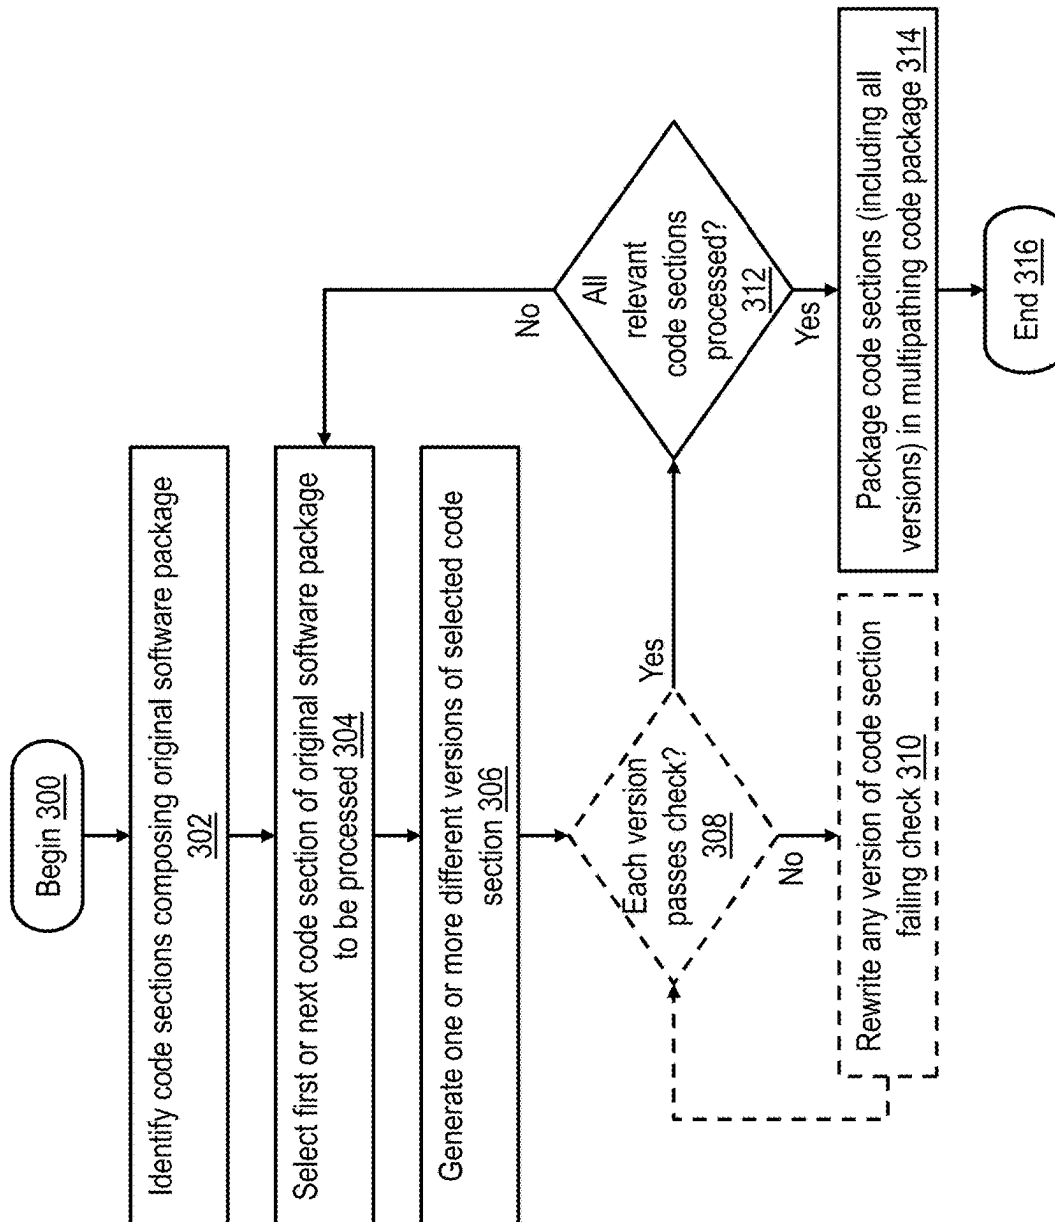 Begin 300
Identify code sections composing original software package
302
Select first or next code section of original software package
to be processed 304
Generate one or more different versions of selected code
section 306
Each version
passes check?
308
Yes
No
Rewrite any version of code section
failing check 310
All
relevant
code sections
processed?
312
No
Yes
Package code sections (including all
versions) in multipathing code package 314
End 316